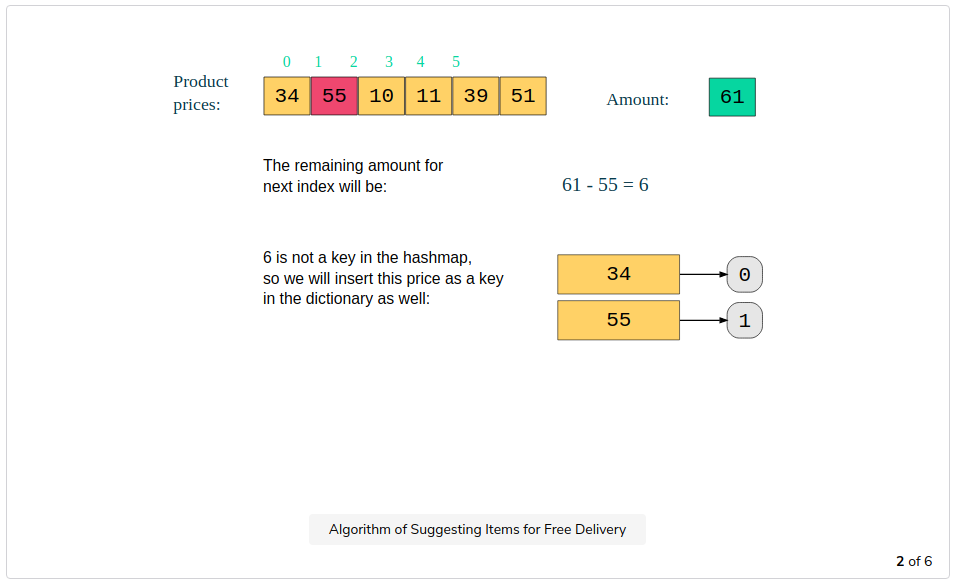 0 1 2 3 4 5
Product
prices:
34 55 10 11 39 51
Amount:
61
The remaining amount for
next index will be:
61 - 55 = 6
6 is not a key in the hashmap,
so we will insert this price as a key
in the dictionary as well:
34 0
55 1
Algorithm of Suggesting Items for Free Delivery
2 of 6